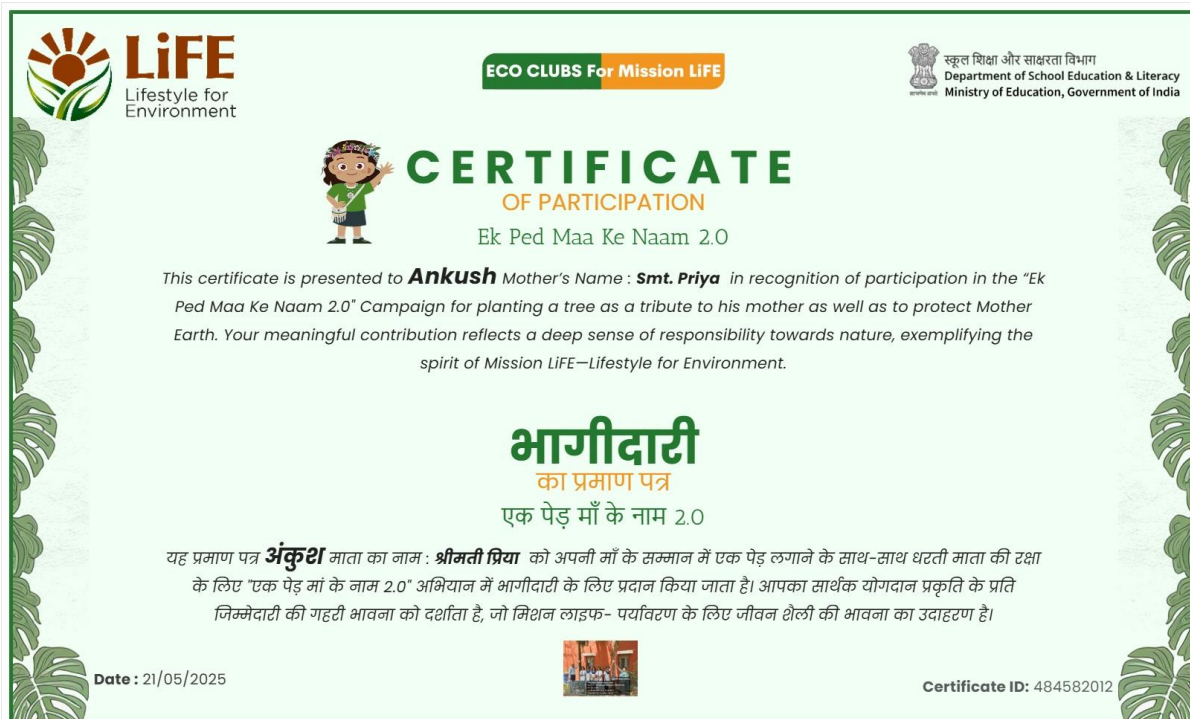 LiFE
Lifestyle for
Environment
ECO CLUBS For Mission LiFE
स्कूल शिक्षा और साक्षरता विभाग
Department of School Education & Literacy
Ministry of Education, Government of India
सत्यमेव जयते
CERTIFICATE
OF PARTICIPATION
Ek Ped Maa Ke Naam 2.0
This certificate is presented to Ankush Mother's Name : Smt. Priya in recognition of participation in the “Ek
Ped Maa Ke Naam 2.0" Campaign for planting a tree as a tribute to his mother as well as to protect Mother
Earth. Your meaningful contribution reflects a deep sense of responsibility towards nature, exemplifying the
spirit of Mission LiFE—Lifestyle for Environment.
भागीदारी
का प्रमाण पत्र
एक पेड़ माँ के नाम 2.0
यह प्रमाण पत्र अंकुश माता का नाम : श्रीमती प्रिया को अपनी माँ के सम्मान में एक पेड़ लगाने के साथ-साथ धरती माता की रक्षा
के लिए "एक पेड़ मां के नाम 2.0" अभियान में भागीदारी के लिए प्रदान किया जाता है। आपका सार्थक योगदान प्रकृति के प्रति
जिम्मेदारी की गहरी भावना को दर्शाता है, जो मिशन लाइफ- पर्यावरण के लिए जीवन शैली की भावना का उदाहरण है।
Date : 21/05/2025
Certificate ID: 484582012